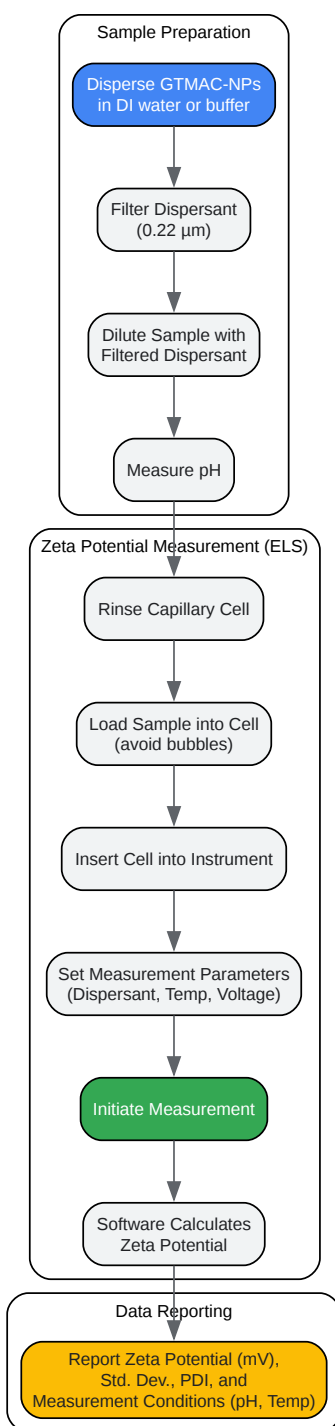 Sample Preparation
Disperse GTMAC-NPs
in DI water or buffer
Filter Dispersant
(0.22 µm)
Dilute Sample with
Filtered Dispersant
Measure pH
Zeta Potential Measurement (ELS)
Rinse Capillary Cell
Load Sample into Cell
(avoid bubbles)
Insert Cell into Instrument
Set Measurement Parameters
(Dispersant, Temp, Voltage)
Initiate Measurement
Software Calculates
Zeta Potential
Data Reporting
Report Zeta Potential (mV),
Std. Dev., PDI, and
Measurement Conditions (pH, Temp)